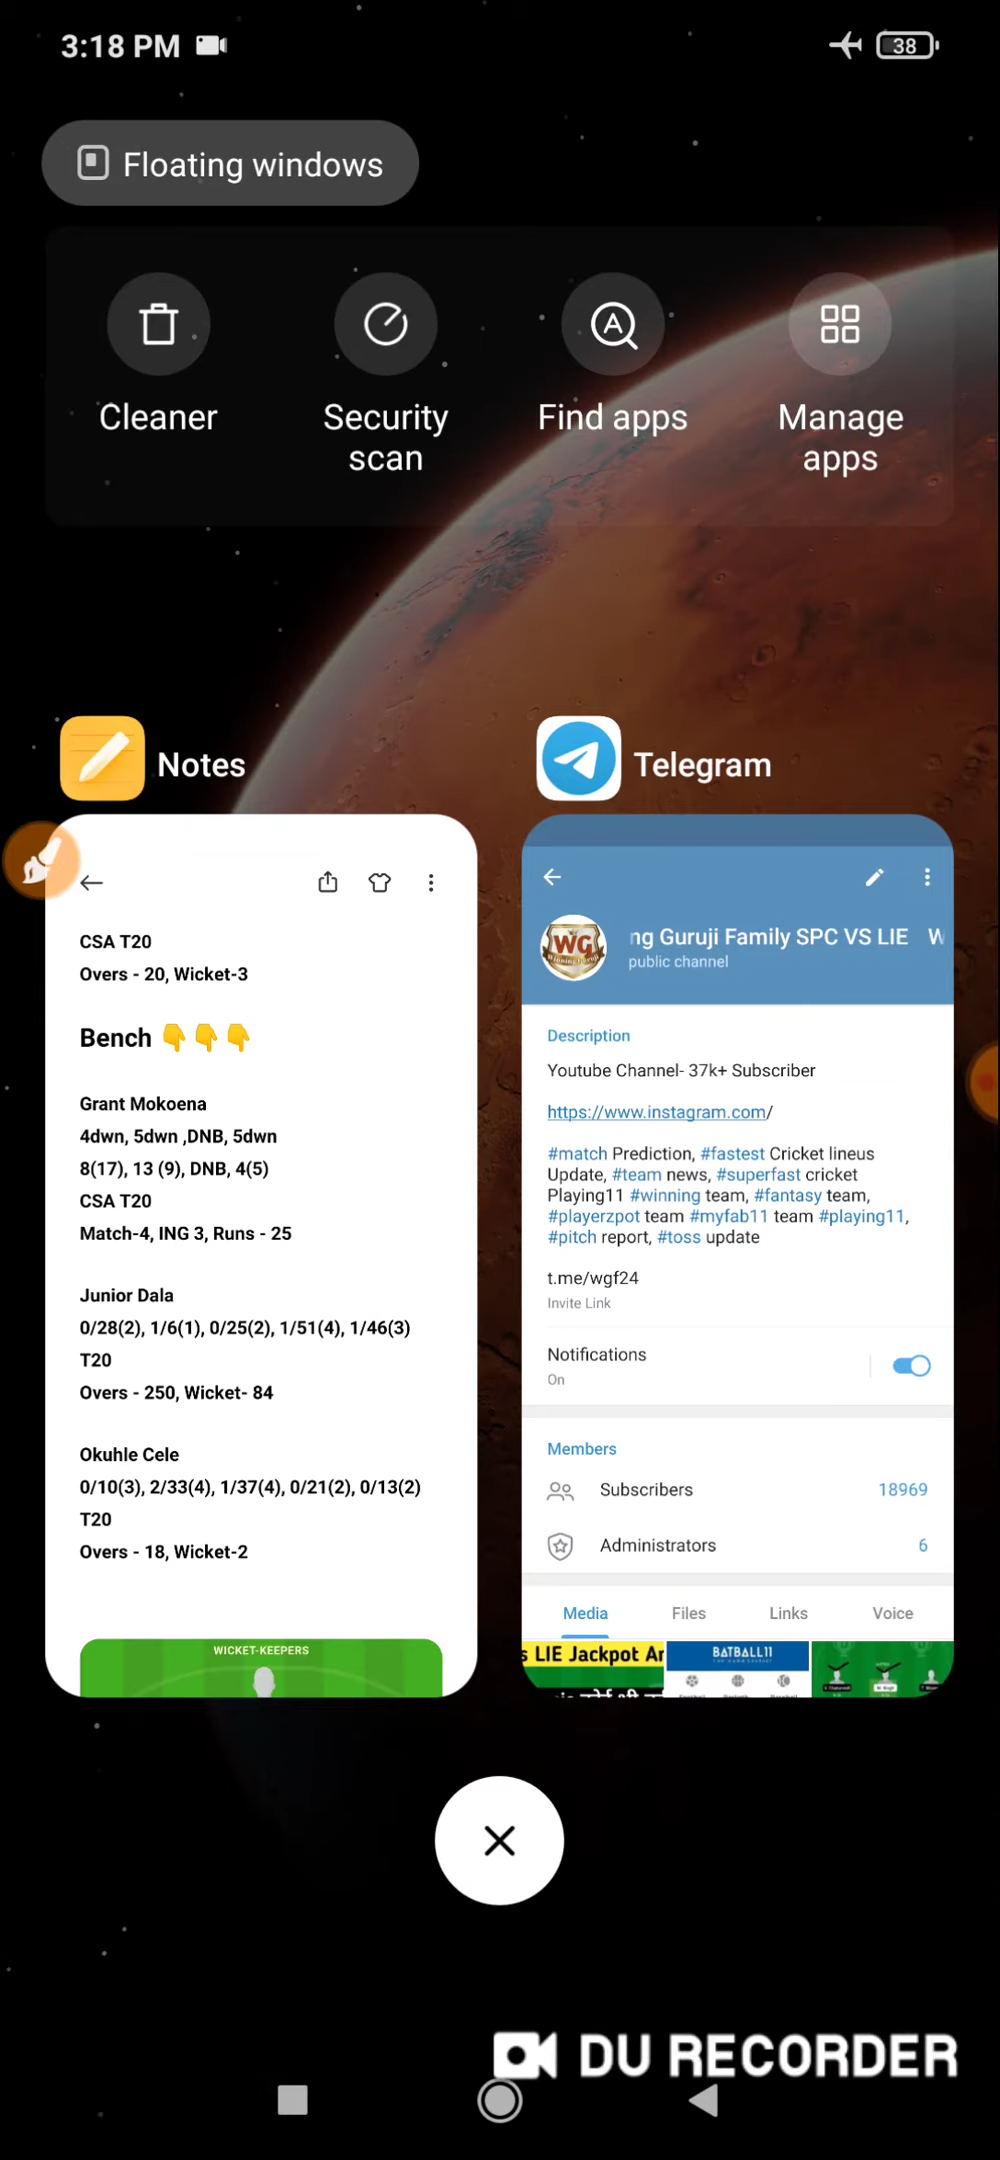 3:18 PM
38
Floating windows
Cleaner
Security
scan
Find apps
Manage
apps
Notes
CSA T20
Overs - 20, Wicket-3
Bench 👇👇👇
Grant Mokoena
4dwn, 5dwn ,DNB, 5dwn
8(17), 13 (9), DNB, 4(5)
CSA T20
Match-4, ING 3, Runs - 25
Junior Dala
0/28(2), 1/6(1), 0/25(2), 1/51(4), 1/46(3)
T20
Overs - 250, Wicket- 84
Okuhle Cele
0/10(3), 2/33(4), 1/37(4), 0/21(2), 0/13(2)
T20
Overs - 18, Wicket-2
WICKET-KEEPERS
Telegram
WG
ng Guruji Family SPC VS LIE W
public channel
Description
Youtube Channel- 37k+ Subscriber
https://www.instagram.com/
#match Prediction, #fastest Cricket lineus
Update, #team news, #superfast cricket
Playing11 #winning team, #fantasy team,
#playerzpot team #myfab11 team #playing11,
#pitch report, #toss update
t.me/wgf24
Invite Link
Notifications
On
Members
Subscribers 18969
Administrators 6
Media Files Links Voice
s LIE Jackpot Ar
BATBALL11
DU RECORDER